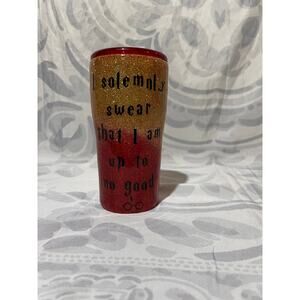 I solemnly
swear
that I am
up to
no good